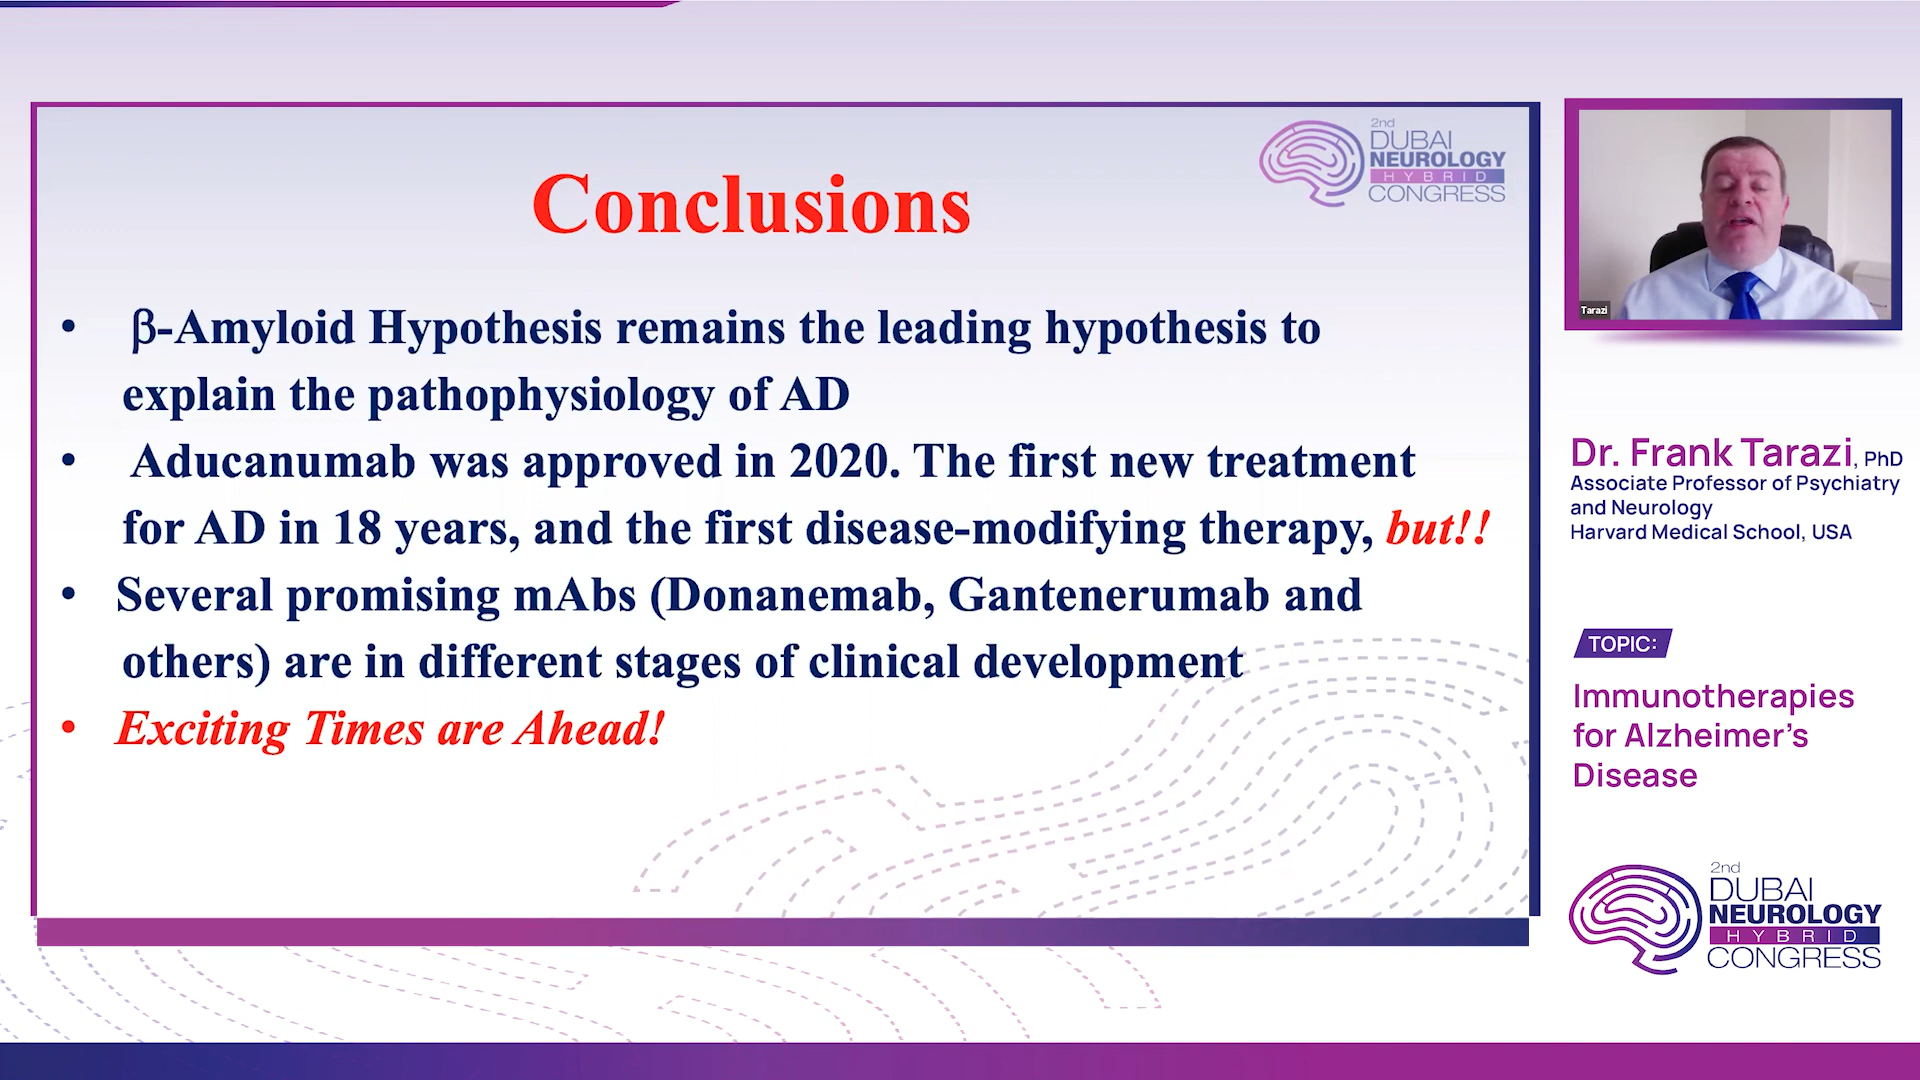 2nd
DUBAI
NEUROLOGY
HYBRID
CONGRESS
Conclusions
• β-Amyloid Hypothesis remains the leading hypothesis to
explain the pathophysiology of AD
• Aducanumab was approved in 2020. The first new treatment
for AD in 18 years, and the first disease-modifying therapy, but!!
• Several promising mAbs (Donanemab, Gantenerumab and
others) are in different stages of clinical development
• Exciting Times are Ahead!
Tarazi
Dr. Frank Tarazi, PhD
Associate Professor of Psychiatry
and Neurology
Harvard Medical School, USA
TOPIC:
Immunotherapies
for Alzheimer's
Disease
2nd
DUBAI
NEUROLOGY
HYBRID
CONGRESS